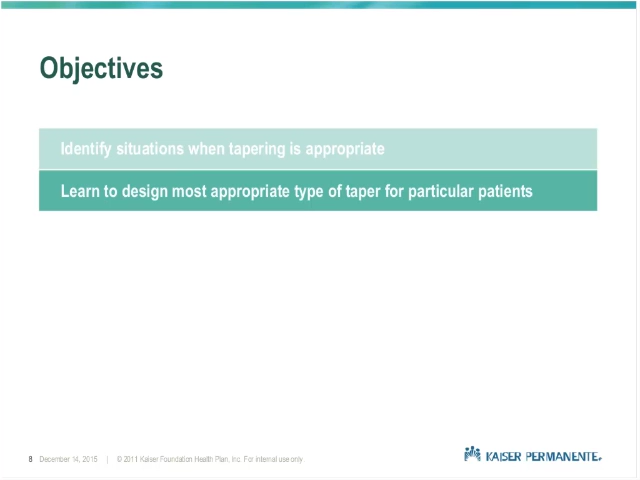 Objectives
Identify situations when tapering is appropriate
Learn to design most appropriate type of taper for particular patients
8 December 14, 2015 | © 2011 Kaiser Foundation Health Plan, Inc. For internal use only
KAISER PERMANENTE.